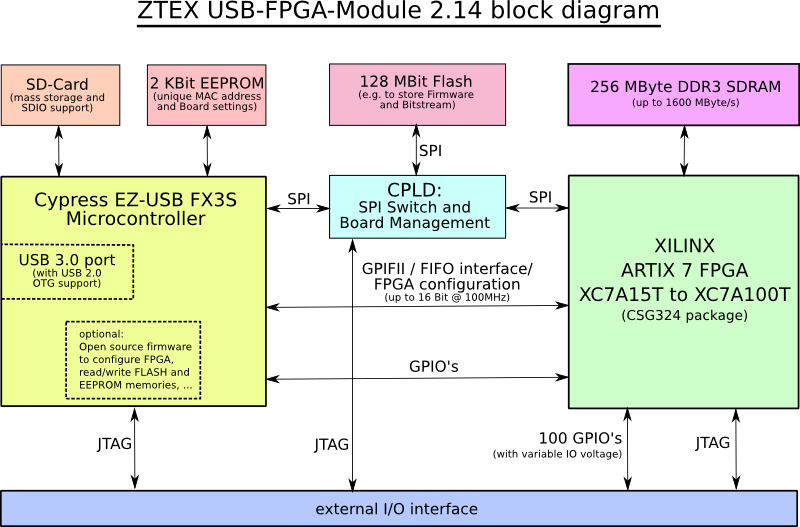 ZTEX USB-FPGA-Module 2.14 block diagram
SD-Card
(mass storage and
SDIO support)
2 KBit EEPROM
(unique MAC address
and Board settings)
128 MBit Flash
(e.g. to store Firmware
and Bitstream)
256 MByte DDR3 SDRAM
(up to 1600 MByte/s)
SPI
Cypress EZ-USB FX3S
Microcontroller
SPI
CPLD:
SPI Switch and
Board Management
SPI
XILINX
ARTIX 7 FPGA
XC7A15T to XC7A100T
(CSG324 package)
USB 3.0 port
(with USB 2.0
OTG support)
GPIFII / FIFO interface/
FPGA configuration
(up to 16 Bit @ 100MHz)
optional:
Open source firmware
to configure FPGA,
read/write FLASH and
EEPROM memories, ...
GPIO's
JTAG
JTAG
100 GPIO's
(with variable IO voltage)
JTAG
external I/O interface